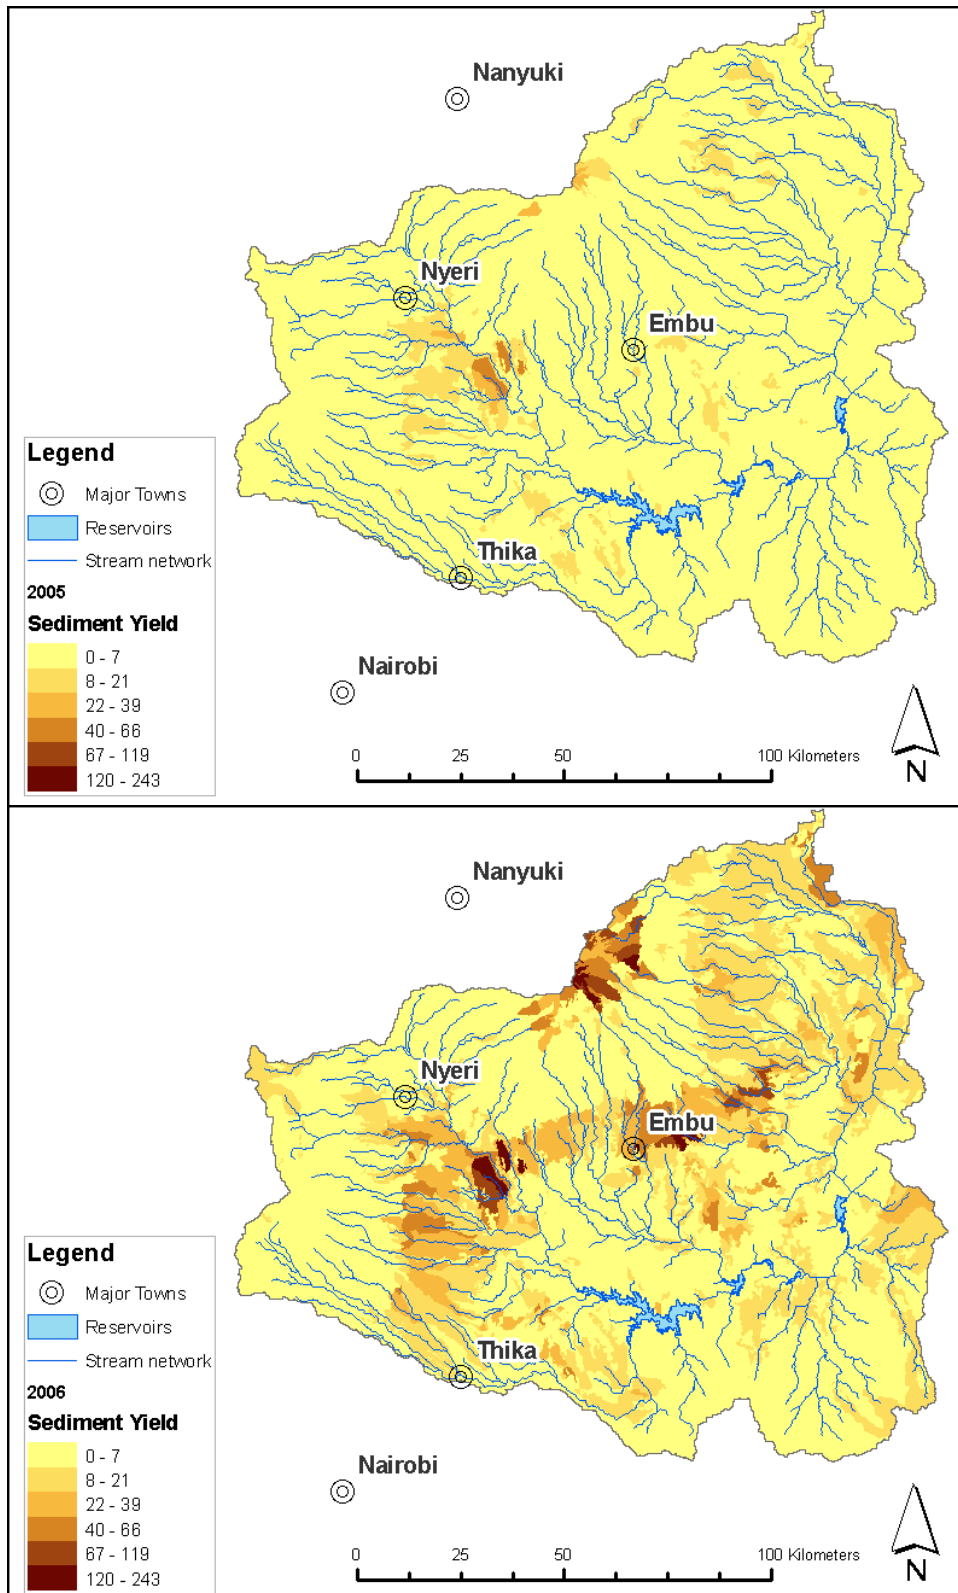 Nanyuki
Nyeri
Embu
Legend
Major Towns
Reservoirs
Stream network
2005
Sediment Yield
0 - 7
8 - 21
22 - 39
40 - 66
67 - 119
120 - 243
Thika
Nairobi
0 25 50 100 Kilometers
N
Nanyuki
Nyeri
Embu
Legend
Major Towns
Reservoirs
Stream network
2006
Sediment Yield
0 - 7
8 - 21
22 - 39
40 - 66
67 - 119
120 - 243
Thika
Nairobi
0 25 50 100 Kilometers
N